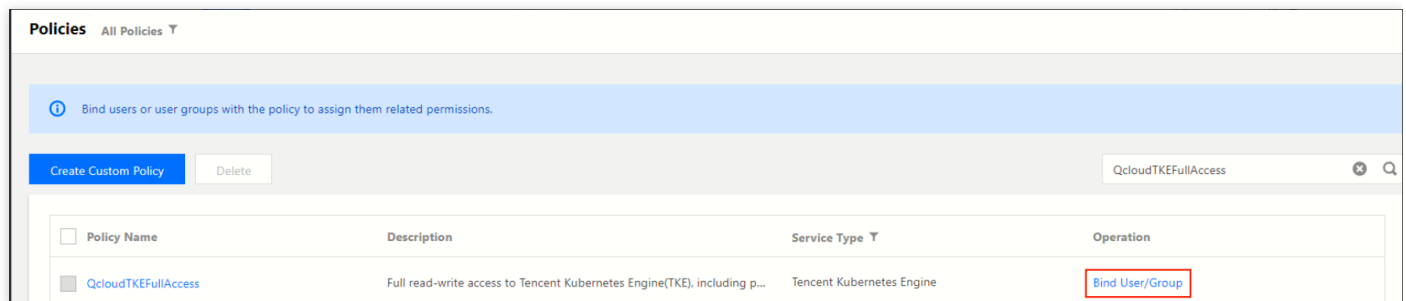 Policies All Policies
Bind users or user groups with the policy to assign them related permissions.
Create Custom Policy Delete QcloudTKEFullAccess
Policy Name Description Service Type Operation
QcloudTKEFullAccess Full read-write access to Tencent Kubernetes Engine(TKE), including p... Tencent Kubernetes Engine Bind User/Group